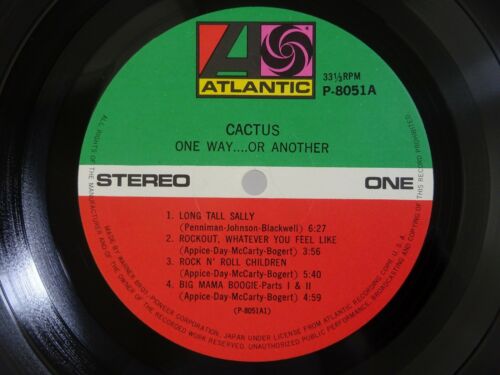 A
ATLANTIC
33⅓RPM
P-8051A
CACTUS
ONE WAY....OR ANOTHER
STEREO
ONE
1. LONG TALL SALLY
(Penniman-Johnson-Blackwell) 6:27
2. ROCKOUT, WHATEVER YOU FEEL LIKE
(Appice-Day-McCarty-Bogert) 3:56
3. ROCK N' ROLL CHILDREN
(Appice-Day-McCarty-Bogert) 5:40
4. BIG MAMA BOOGIE-Parts I & II
(Appice-Day-McCarty-Bogert) 4:59
(P-8051A1)
ALL RIGHTS OF THE MANUFACTURER AND OF THE OWNER OF THE RECORDED WORK RESERVED. UNAUTHORIZED PUBLIC PERFORMANCE, BROADCASTING AND COPYING OF THIS RECORD PROHIBITED.
MADE BY WARNER BROS.-PIONEER CORPORATION, JAPAN UNDER LICENSE FROM ATLANTIC RECORDING CORP., U.S.A.